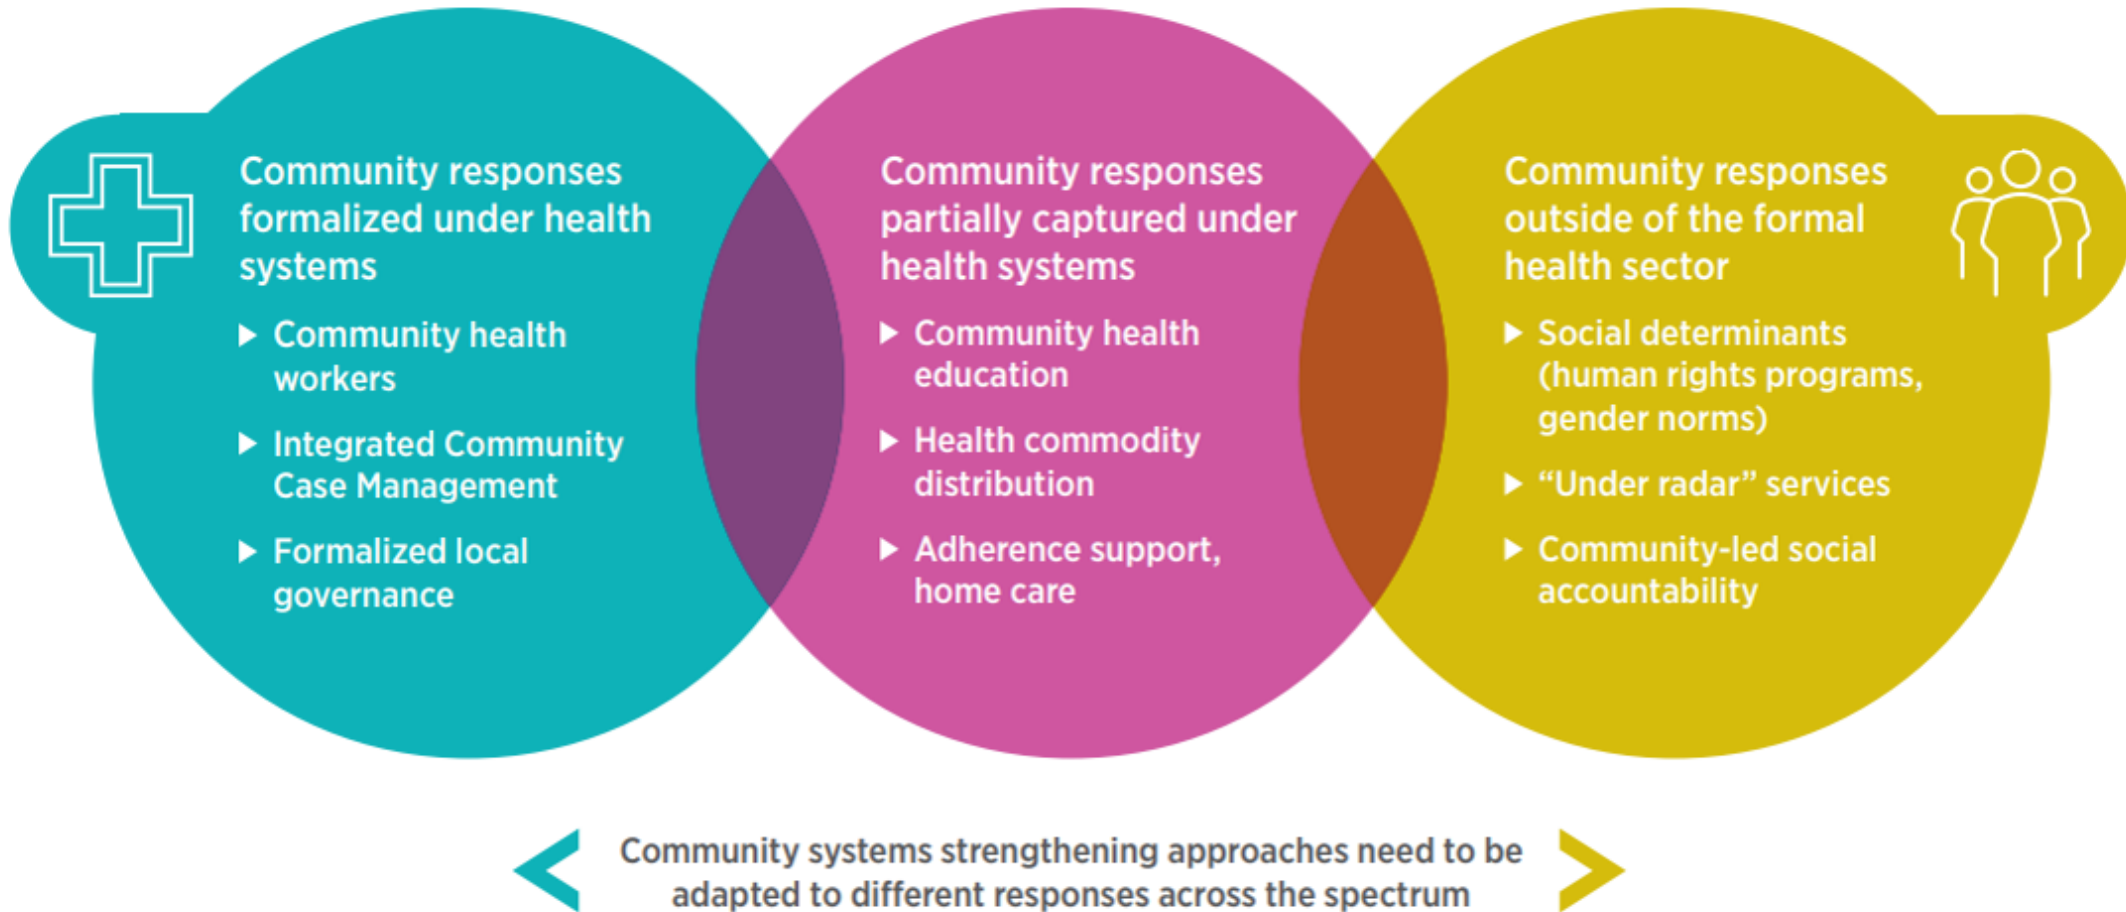 Community responses
formalized under health
systems
Community health
workers
Integrated Community
Case Management
Formalized local
governance
Community responses
partially captured under
health systems
Community health
education
Health commodity
distribution
Adherence support,
home care
Community responses
outside of the formal
health sector
Social determinants
(human rights programs,
gender norms)
“Under radar” services
Community-led social
accountability
Community systems strengthening approaches need to be
adapted to different responses across the spectrum